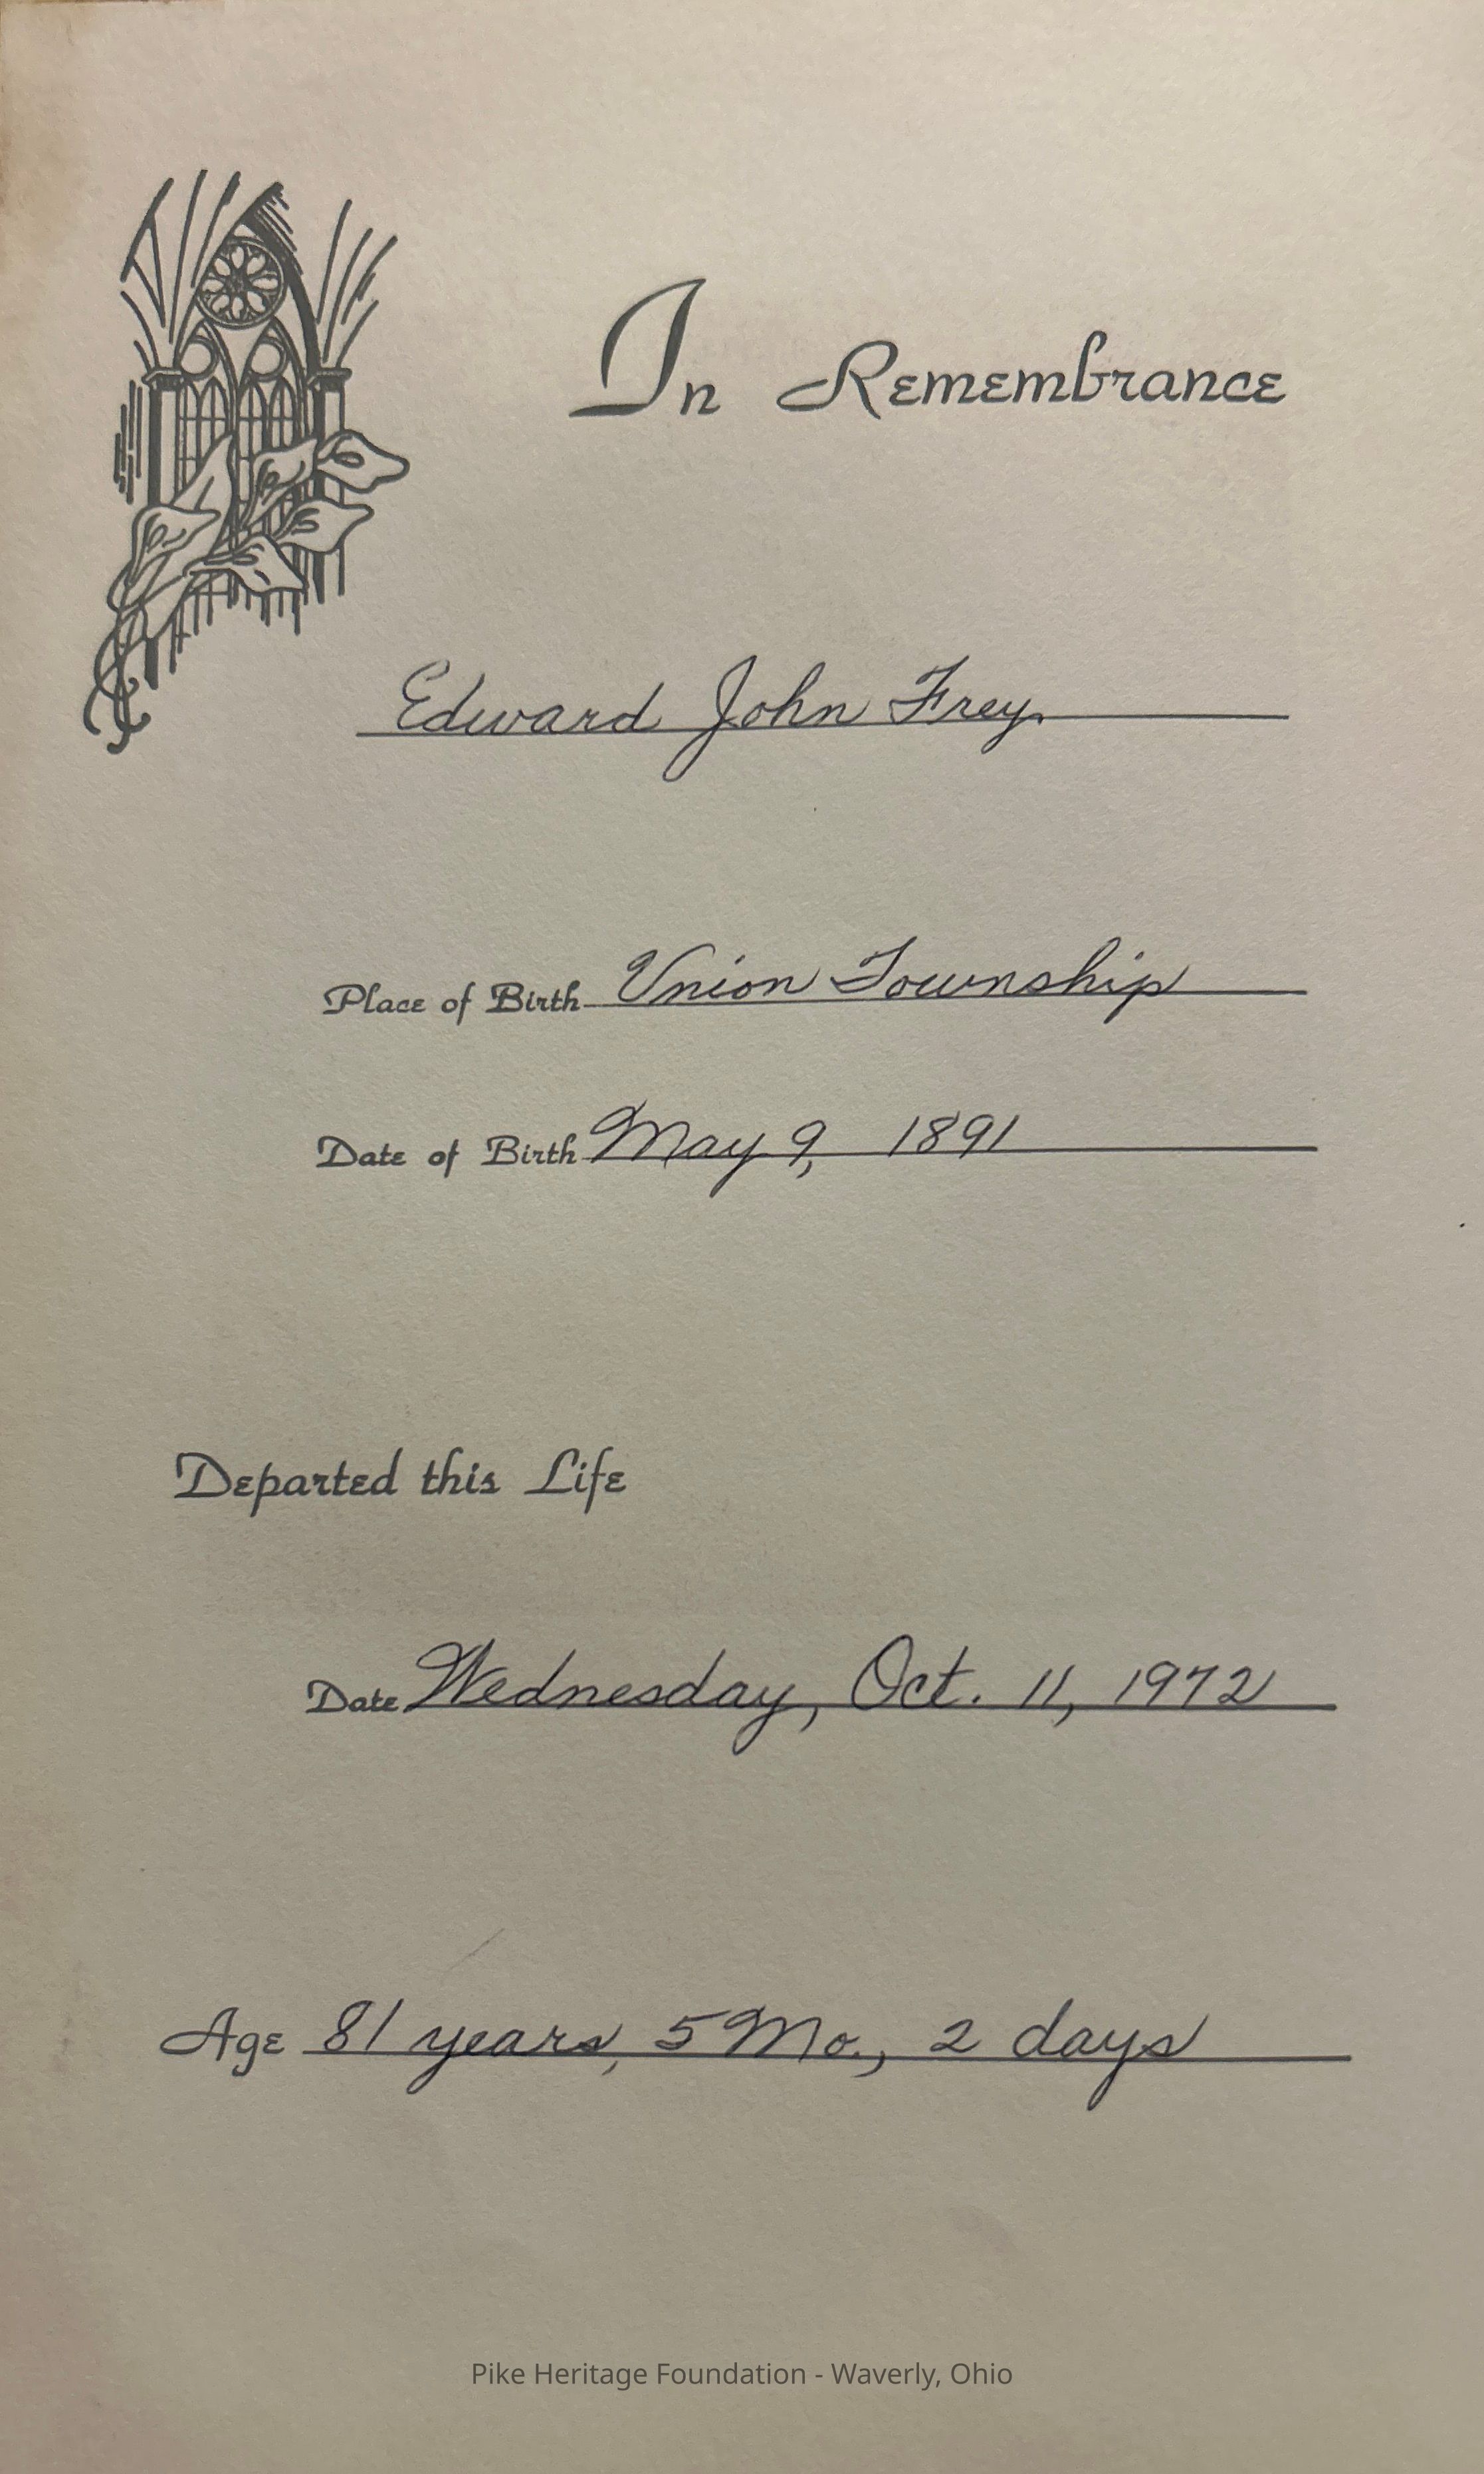 In Remembrance
Edward John Frey
Place of Birth Union Township
Date of Birth May 9, 1891
Departed this Life
Date Wednesday, Oct. 11, 1972
Age 81 years, 5 Mo., 2 days
Pike Heritage Foundation - Waverly, Ohio